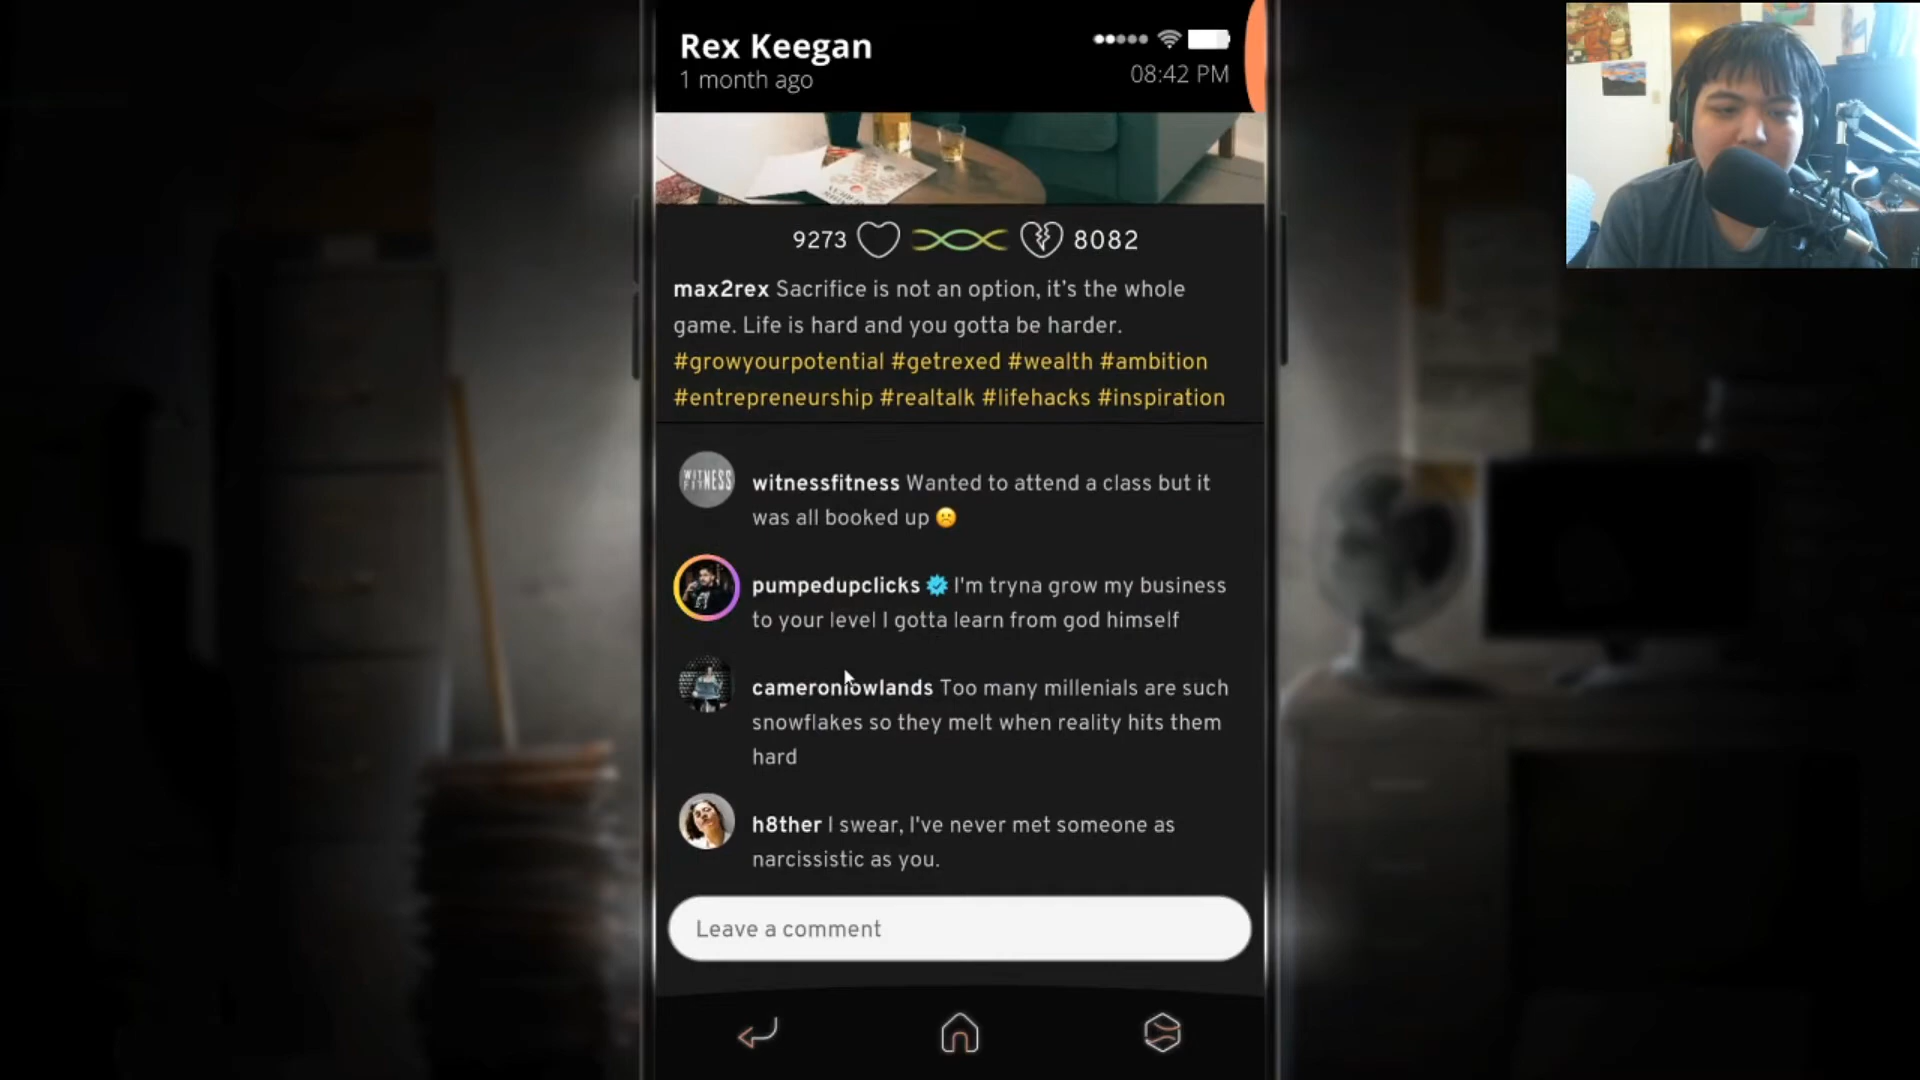 Rex Keegan
1 month ago
08:42 PM
9273
8082
max2rex Sacrifice is not an option, it's the whole
game. Life is hard and you gotta be harder.
#growyourpotential #getrexed #wealth #ambition
#entrepreneurship #realtalk #lifehacks #inspiration
WITNESS
FITNESS
witnessfitness Wanted to attend a class but it
was all booked up ☹️
pumpedupclicks I'm tryna grow my business
to your level I gotta learn from god himself
cameronlowlands Too many millenials are such
snowflakes so they melt when reality hits them
hard
h8ther I swear, I've never met someone as
narcissistic as you.
Leave a comment